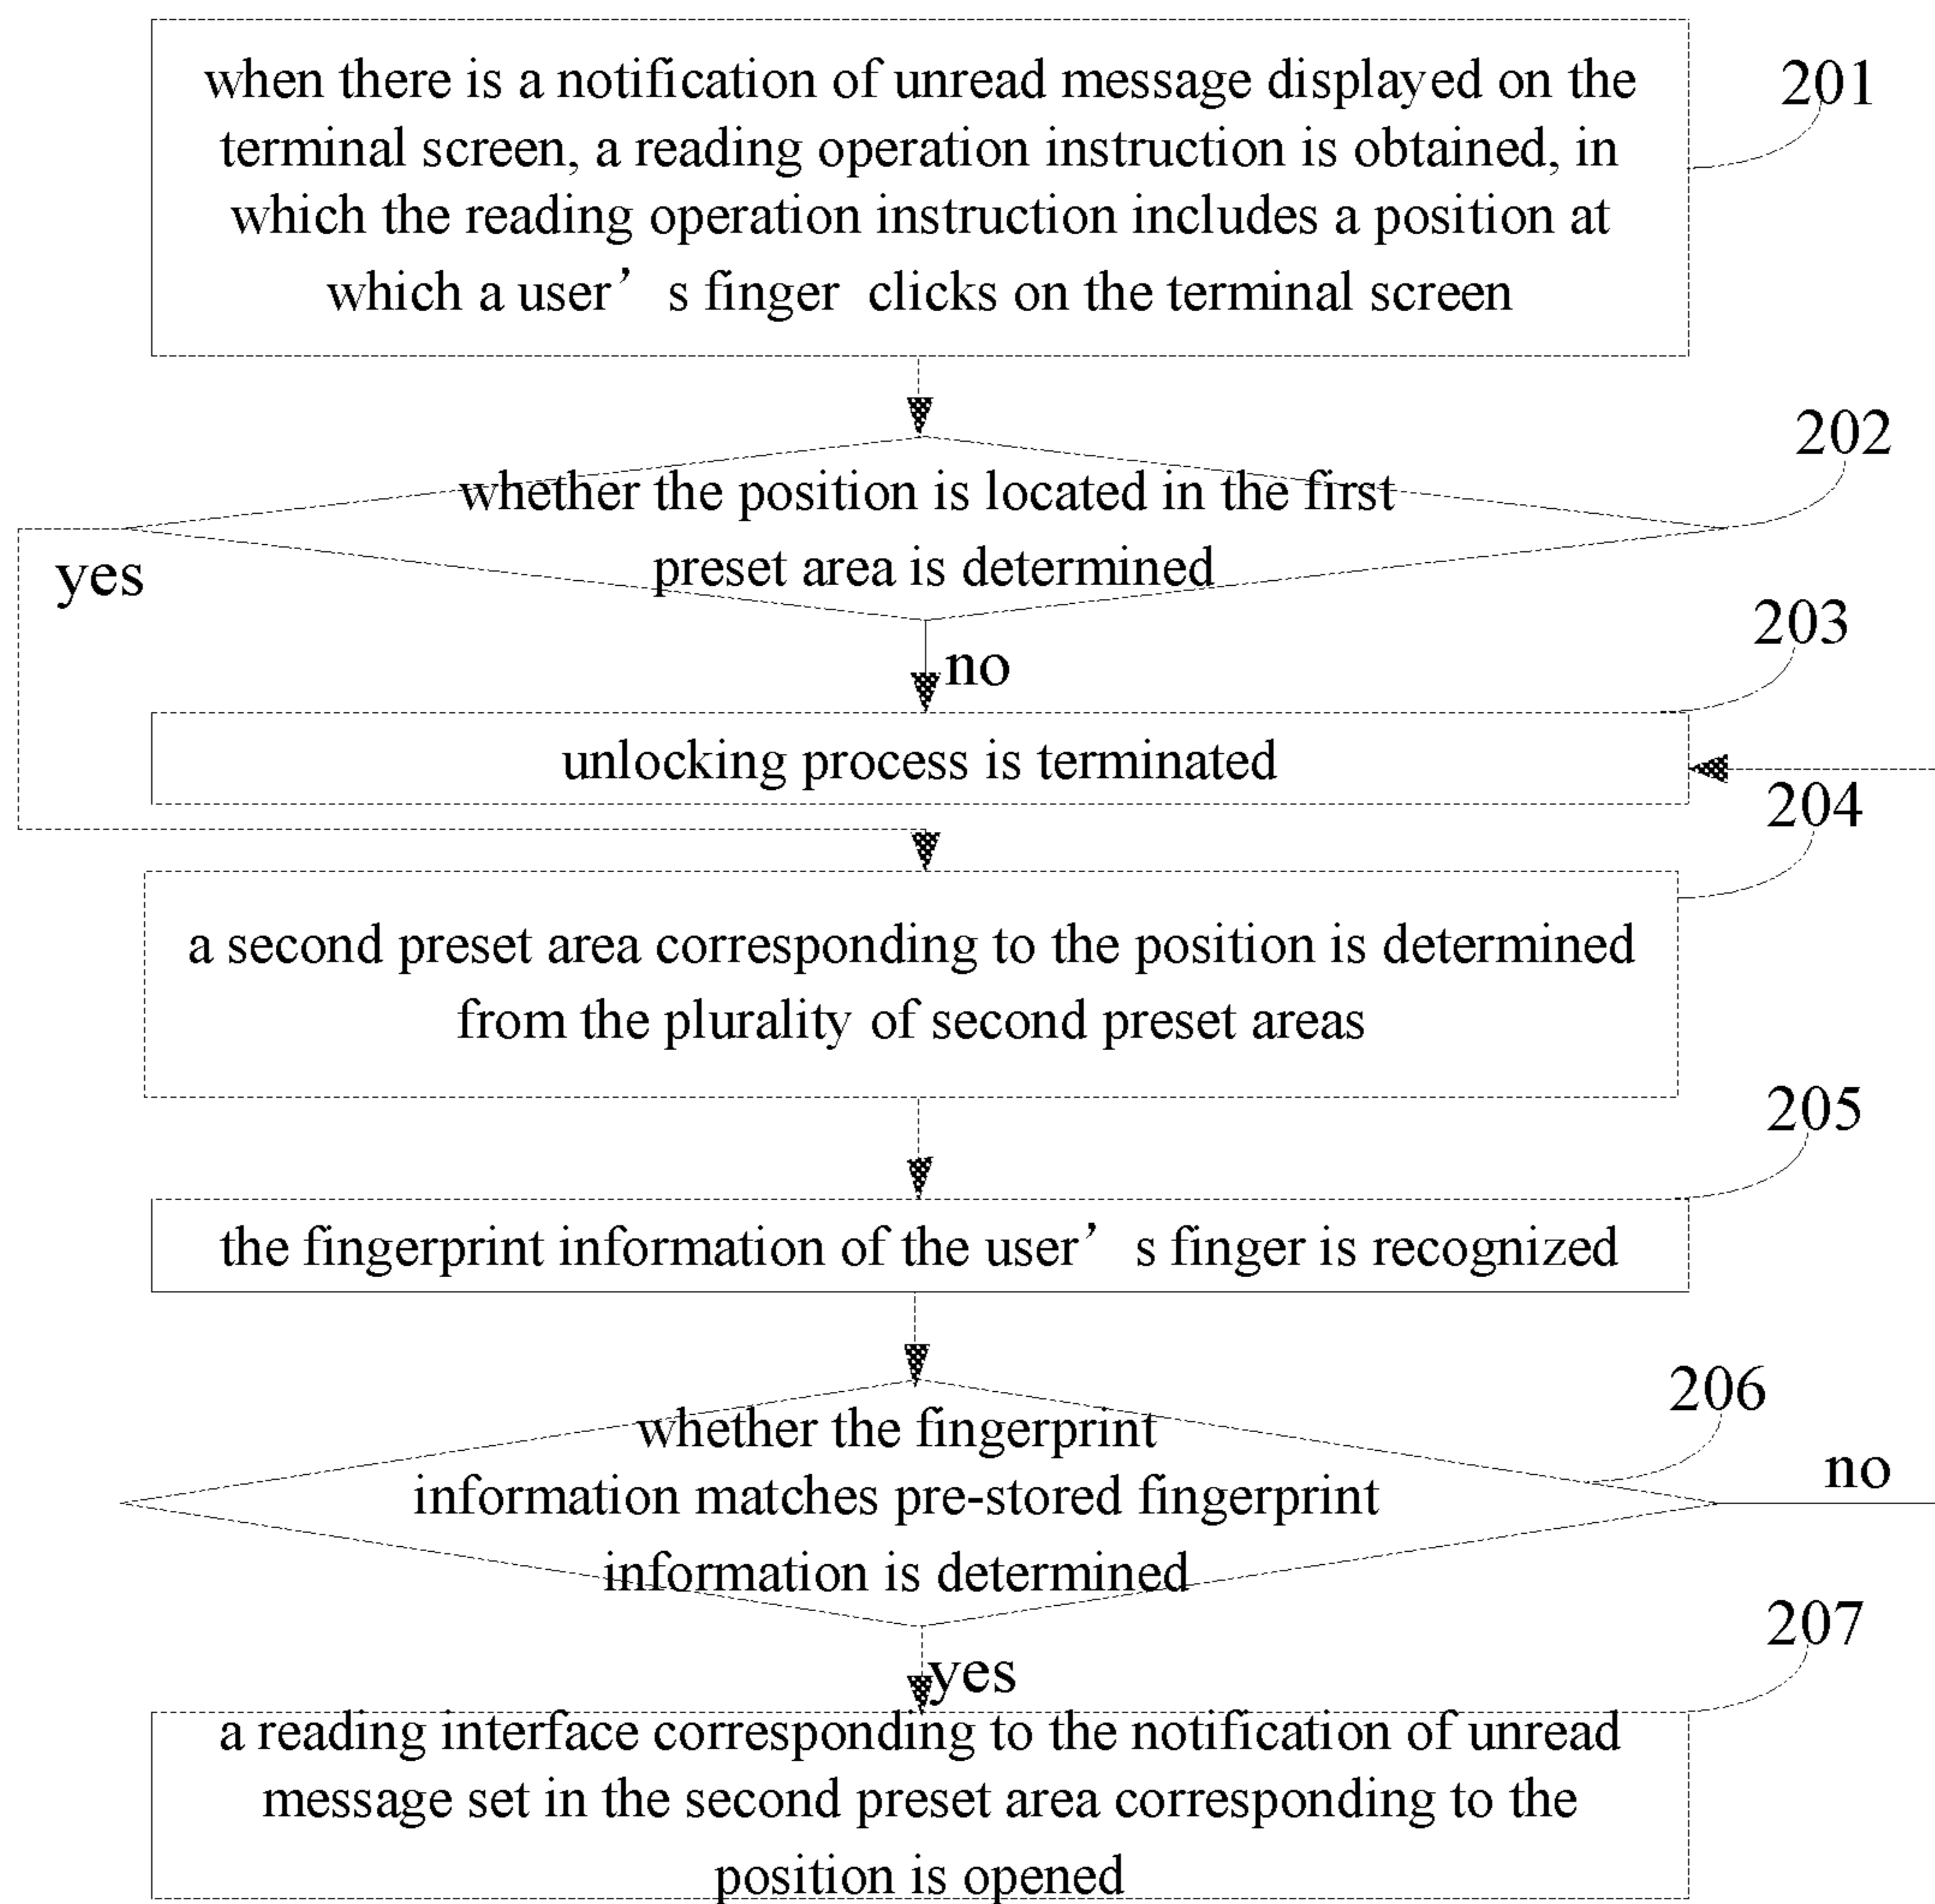 when there is a notification of unread message displayed on the
terminal screen, a reading operation instruction is obtained, in
which the reading operation instruction includes a position at
which a user’ s finger clicks on the terminal screen
201
202
whether the position is located in the first
preset area is determined
yes
no
203
unlocking process is terminated
204
a second preset area corresponding to the position is determined
from the plurality of second preset areas
205
the fingerprint information of the user’ s finger is recognized
206
whether the fingerprint
information matches pre-stored fingerprint
information is determined
no
yes
207
a reading interface corresponding to the notification of unread
message set in the second preset area corresponding to the
position is opened